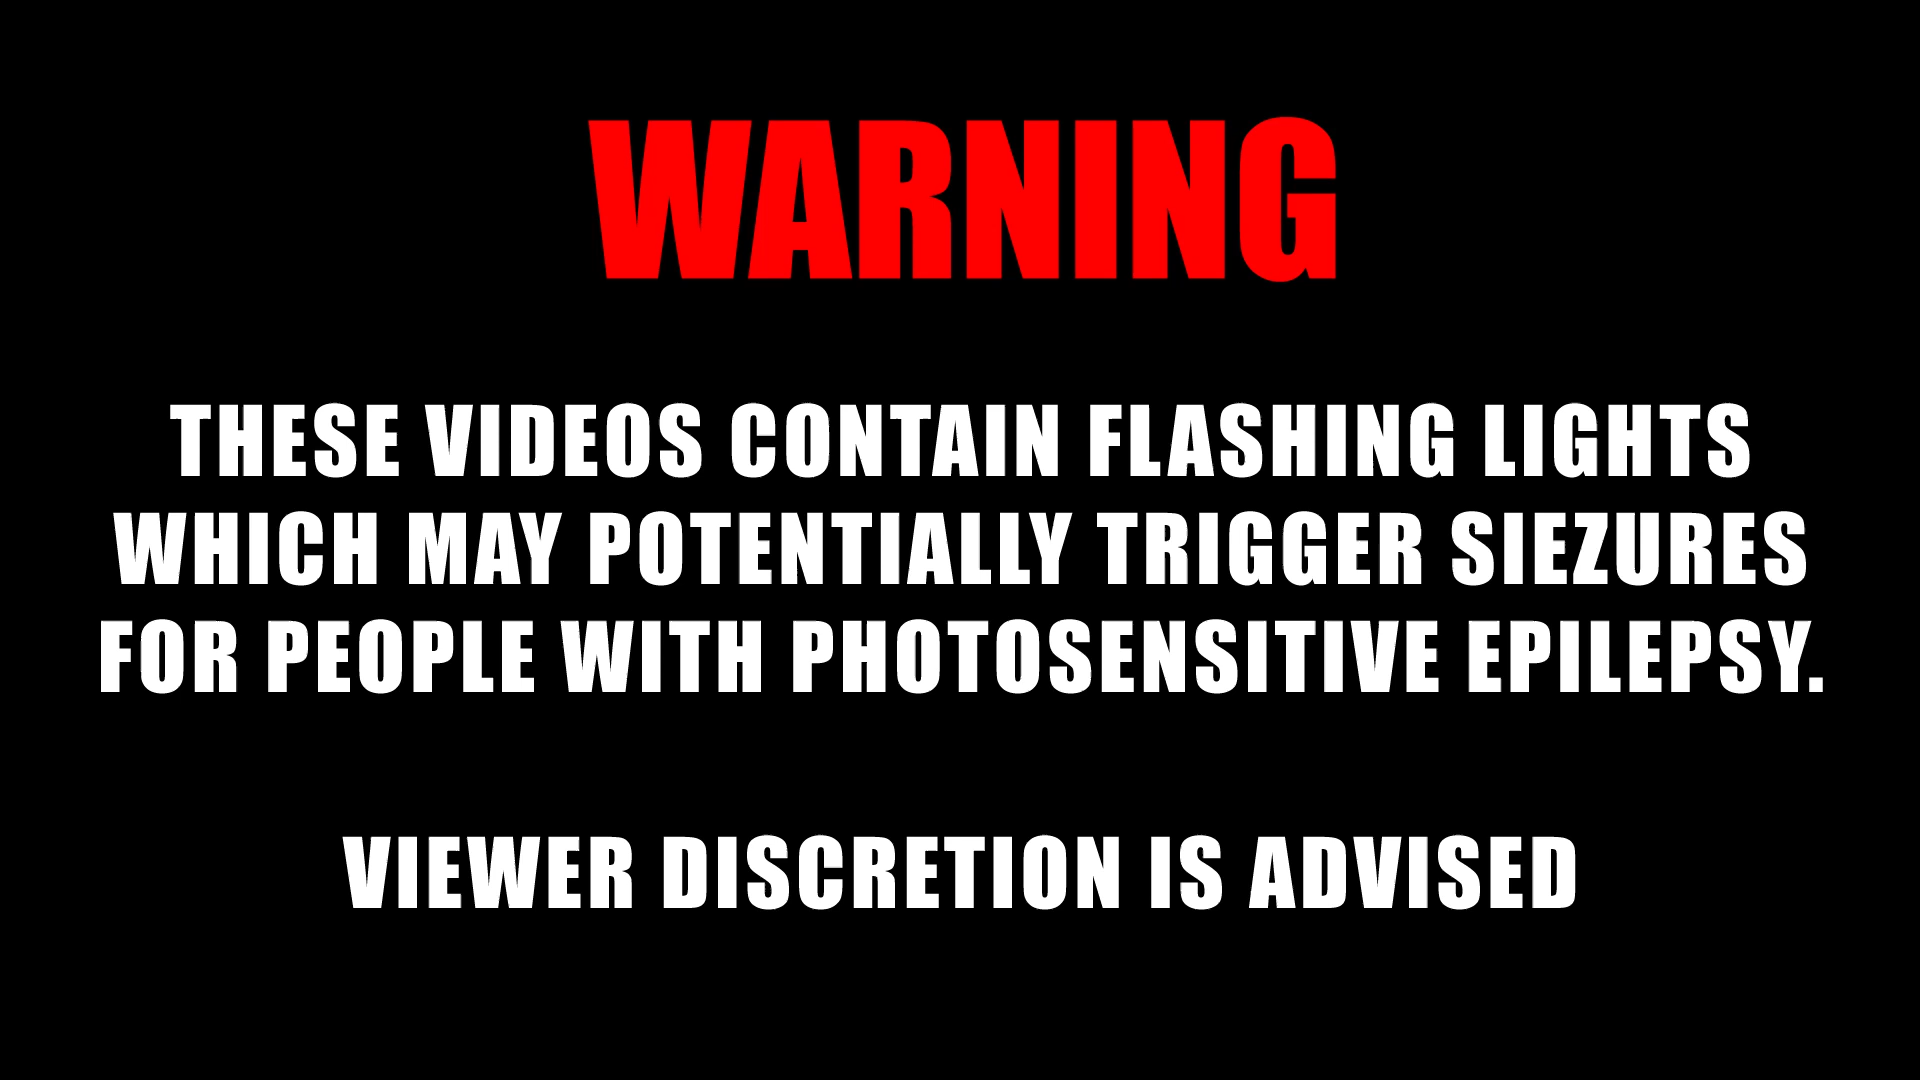 WARNING
THESE VIDEOS CONTAIN FLASHING LIGHTS
WHICH MAY POTENTIALLY TRIGGER SIEZURES
FOR PEOPLE WITH PHOTOSENSITIVE EPILEPSY.
VIEWER DISCRETION IS ADVISED